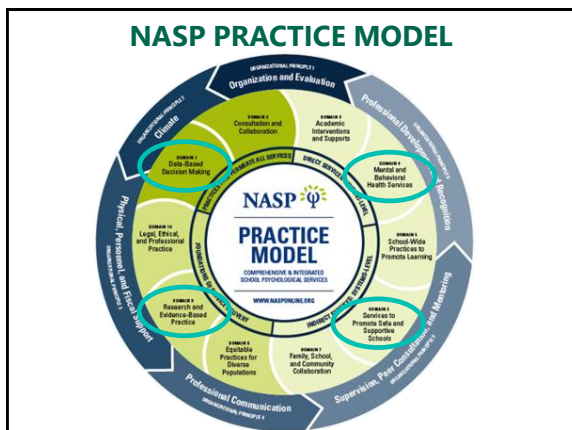 NASP PRACTICE MODEL
ORGANIZATIONAL PRINCIPLE I
Organization and Evaluation
ORGANIZATIONAL PRINCIPLE II
Climate
Physical, Personnel, and Fiscal Support
Professional Communication
Supervision, Peer Consultation, and Mentoring
Professional Development and Recognition
DOMAIN 1
Data-Based
Decision Making
DOMAIN 2
Consultation and
Collaboration
DOMAIN 3
Academic
Interventions
and Supports
DOMAIN 4
Mental and
Behavioral
Health Services
DOMAIN 5
School-Wide
Practices to
Promote Learning
DOMAIN 6
Services to
Promote Safe and
Supportive
Schools
DOMAIN 7
Family, School,
and Community
Collaboration
DOMAIN 8
Equitable
Practices for
Diverse
Populations
DOMAIN 9
Research and
Evidence-Based
Practice
DOMAIN 10
Legal, Ethical,
and Professional
Practice
NASP
PRACTICE
MODEL
COMPREHENSIVE & INTEGRATED
SCHOOL PSYCHOLOGICAL SERVICES
WWW.NASPONLINE.ORG